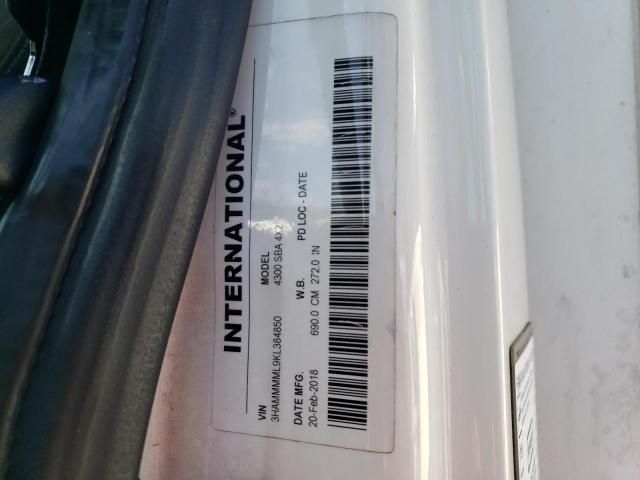 INTERNATIONAL®
VIN MODEL
3HAMMMML9KL384850 4300 SBA 4X2
DATE MFG. W.B. PD LOC - DATE
20-Feb-2018 690.0 CM 272.0 IN